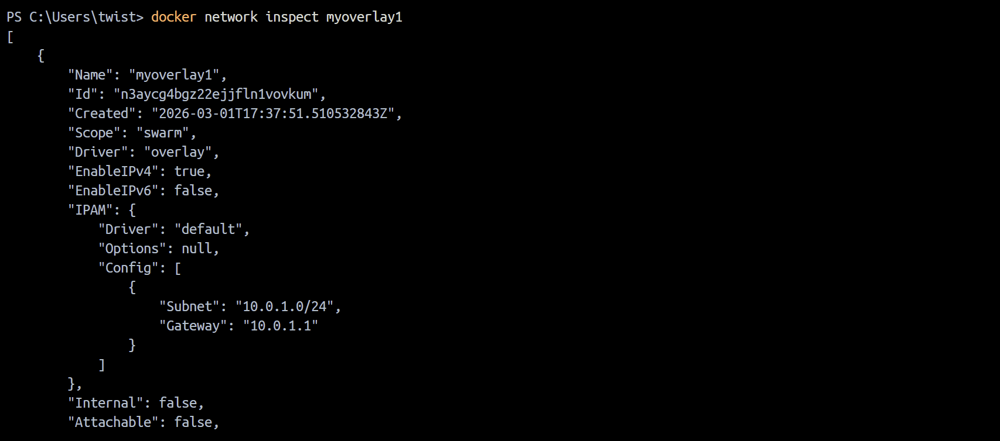 PS C:\Users\twist> docker network inspect myoverlay1
[
    {
        "Name": "myoverlay1",
        "Id": "n3aycg4bgz22ejjfln1vovkum",
        "Created": "2026-03-01T17:37:51.510532843Z",
        "Scope": "swarm",
        "Driver": "overlay",
        "EnableIPv4": true,
        "EnableIPv6": false,
        "IPAM": {
            "Driver": "default",
            "Options": null,
            "Config": [
                {
                    "Subnet": "10.0.1.0/24",
                    "Gateway": "10.0.1.1"
                }
            ]
        },
        "Internal": false,
        "Attachable": false,